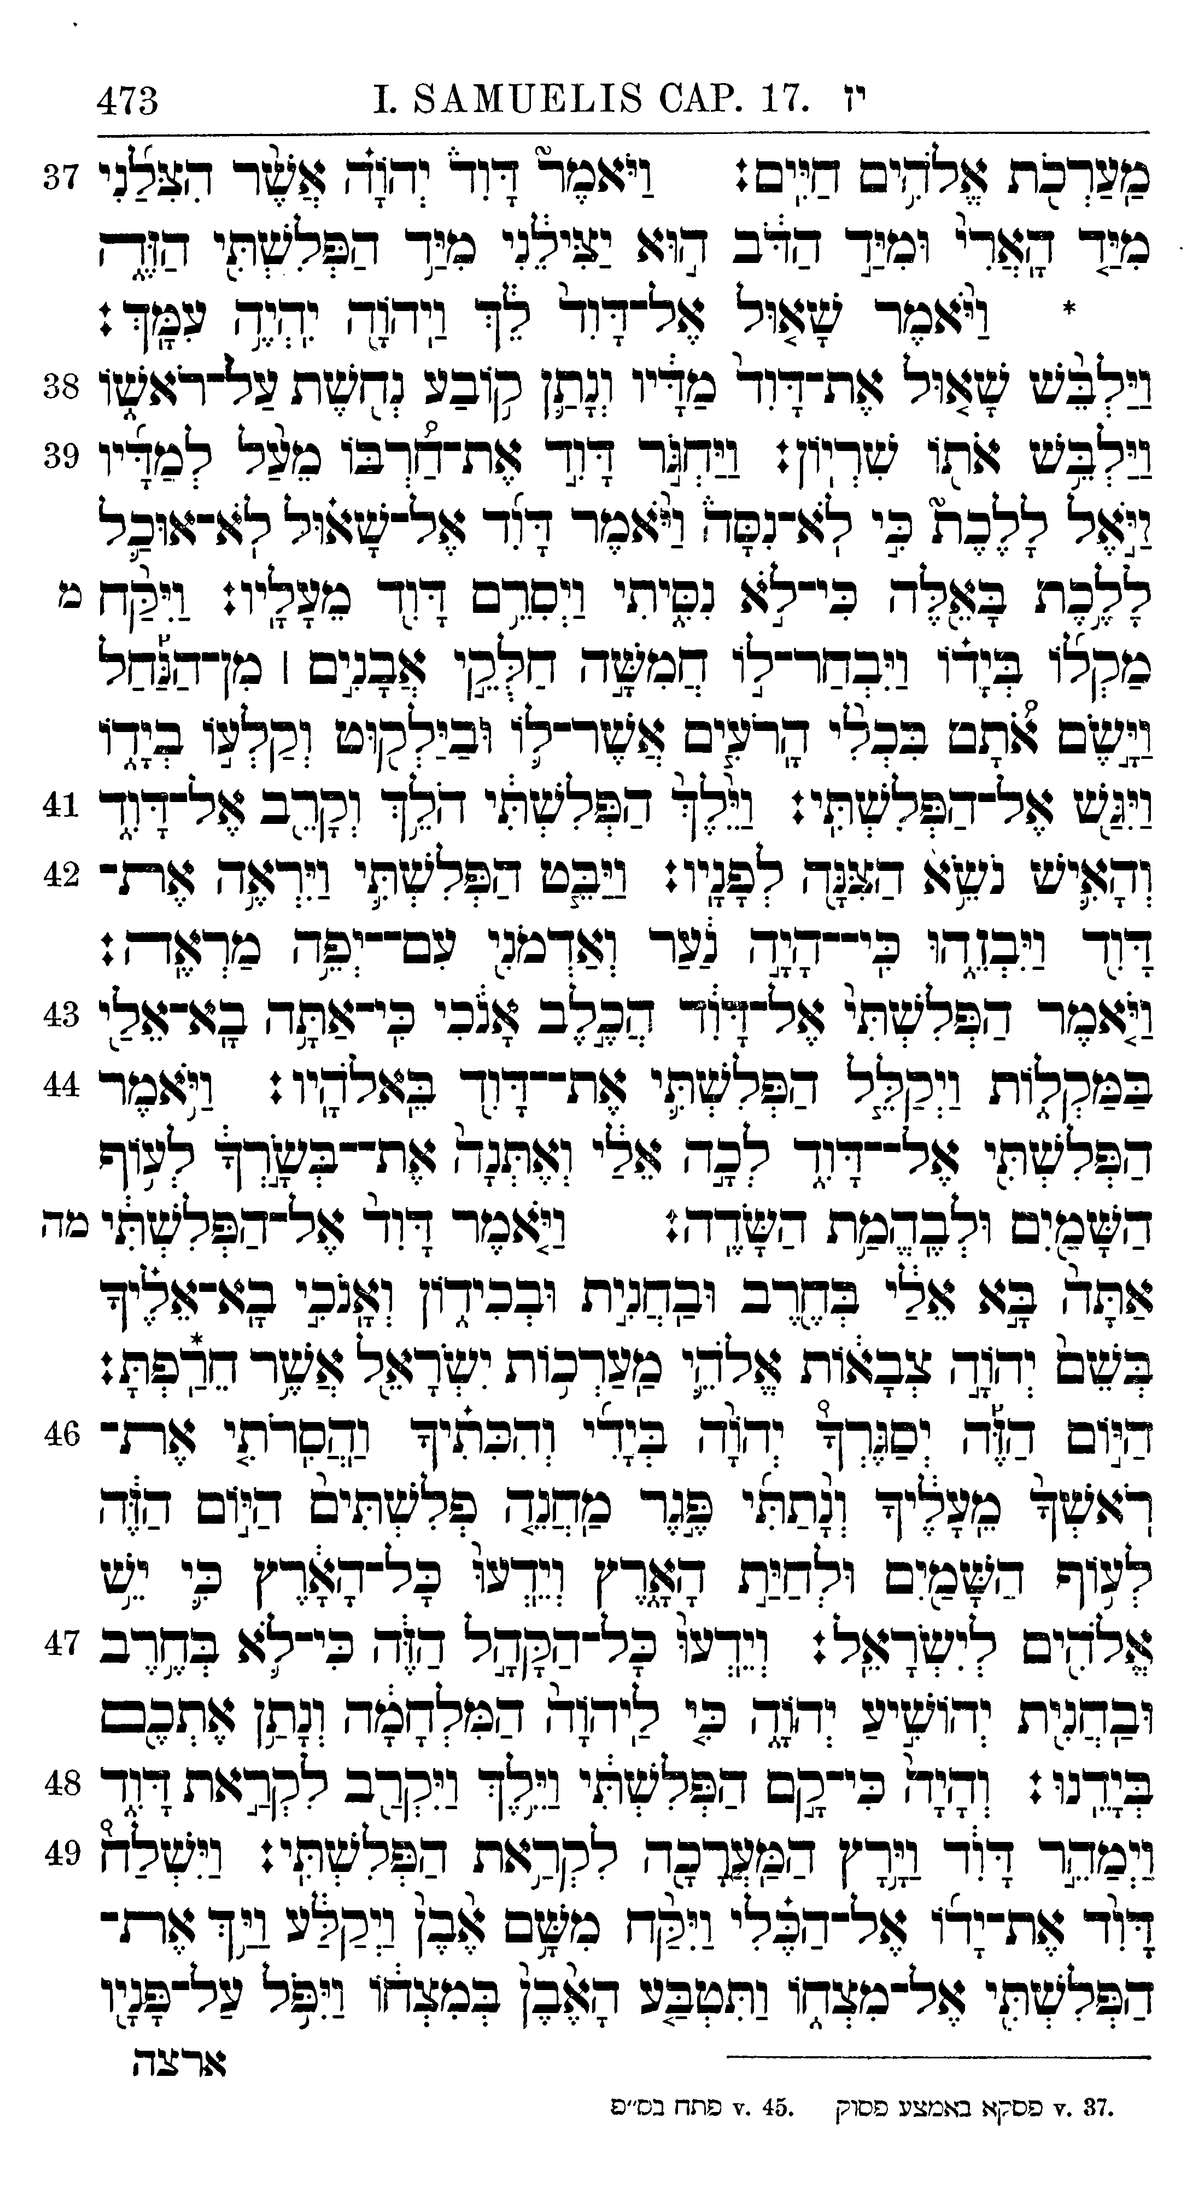 473 I. SAMUELIS CAP. 17. יז
מַֽעַרְכֹ֖ת אֱלֹהִ֥ים חַיִּֽים׃ וַיֹּאמֶר֮ דָּוִד֒ יְהוָ֗ה אֲשֶׁ֨ר הִצִּלַ֜נִי 37
מִיַּ֤ד הָֽאֲרִי֙ וּמִיַּ֣ד הַדֹּ֔ב ה֣וּא יַצִּילֵ֔נִי מִיַּ֥ד הַפְּלִשְׁתִּ֖י הַזֶּ֑ה
* וַיֹּ֨אמֶר שָׁא֤וּל אֶל־דָּוִד֙ לֵ֔ךְ וַֽיהוָ֖ה יִֽהְיֶ֥ה עִמָּֽךְ׃
וַיַּלְבֵּ֨שׁ שָׁא֤וּל אֶת־דָּוִד֙ מַדָּ֔יו וְנָתַ֛ן ק֥וֹבַע נְחֹ֖שֶׁת עַל־רֹאשׁ֑וֹ 38
וַיַּלְבֵּ֥שׁ אֹת֖וֹ שִׁרְיֽוֹן׃ וַיַּחְגֹּ֣ר דָּוִ֣ד אֶת־חַ֠רְבּוֹ מֵעַ֨ל לְמַדָּ֜יו 39
וַיֹּ֣אֶל לָלֶכֶת֮ כִּ֣י לֹֽא־נִסָּה֒ וַיֹּ֨אמֶר דָּוִ֜ד אֶל־שָׁא֗וּל לֹֽא־אוּכַ֥ל
לָלֶ֛כֶת בָּאֵ֖לֶּה כִּי־לֹ֣א נִסִּ֑יתִי וַיְסִרֵ֥ם דָּוִ֖ד מֵעָלָֽיו׃ וַיִּקַּ֨ח מ
מַקְל֜וֹ בְּיָד֗וֹ וַיִּבְחַר־ל֣וֹ חֲמִשָּׁ֣ה חַלֻּקֵֽי אֲבָנִ֣ים ׀ מִן־הַנַּ֡חַל
וַיָּ֣שֶׂם אֹ֠תָם בִּכְלִ֨י הָרֹעִ֧ים אֲשֶׁר־ל֛וֹ וּבַיַּלְק֖וּט וְקַלְע֣וֹ בְיָד֑וֹ
וַיִּגַּ֖שׁ אֶל־הַפְּלִשְׁתִּֽי׃ וַיֵּ֨לֶךְ֙ הַפְּלִשְׁתִּ֔י הֹלֵ֥ךְ וְקָרֵ֖ב אֶל־דָּוִ֑ד 41
וְהָאִ֛ישׁ נֹשֵׂ֥א הַצִּנָּ֖ה לְפָנָֽיו׃ וַיַּבֵּ֧ט הַפְּלִשְׁתִּ֛י וַיִּרְאֶ֥ה אֶת־ 42
דָּוִ֖ד וַיִּבְזֵ֑הוּ כִּֽי־הָיָ֣ה נַ֔עַר וְאַדְמֹנִ֖י עִם־יְפֵ֥ה מַרְאֶֽה׃
וַיֹּ֤אמֶר הַפְּלִשְׁתִּי֙ אֶל־דָּוִ֔ד הֲכֶ֣לֶב אָנֹ֔כִי כִּֽי־אַתָּ֥ה בָֽא־אֵלַ֖י 43
בַּמַּקְל֑וֹת וַיְקַלֵּ֧ל הַפְּלִשְׁתִּ֛י אֶת־דָּוִ֖ד בֵּֽאלֹהָֽיו׃ וַיֹּ֥אמֶר 44
הַפְּלִשְׁתִּ֖י אֶל־דָּוִ֑ד לְכָ֣ה אֵלַ֔י וְאֶתְּנָה֙ אֶת־בְּשָׂ֣רְךָ֔ לְע֥וֹף
הַשָּׁמַ֖יִם וּלְבֶֽהֱמַ֥ת הַשָּׂדֶֽה׃ וַיֹּ֤אמֶר דָּוִד֙ אֶל־הַפְּלִשְׁתִּ֔י מה
אַתָּה֙ בָּ֣א אֵלַ֔י בְּחֶ֖רֶב וּבַֽחֲנִ֣ית וּבְכִיד֑וֹן וְאָֽנֹכִ֣י בָֽא־אֵלֶ֗יךָ
בְּשֵׁם֙ יְהוָ֣ה צְבָא֔וֹת אֱלֹהֵ֛י מַֽעַרְכ֥וֹת יִשְׂרָאֵ֖ל אֲשֶׁ֥ר חֵרַֽפְתָּ׃*
הַיּ֣וֹם הַזֶּ֡ה יְסַגֶּרְךָ֩ יְהוָ֨ה בְּיָדִ֜י וְהִכִּתִ֗יךָ וַהֲסִֽרֹתִ֤י אֶת־ 46
רֹֽאשְׁךָ֙ מֵֽעָלֶ֔יךָ וְנָ֨תַתִּ֜י פֶּ֣גֶר מַֽחֲנֵ֤ה פְלִשְׁתִּים֙ הַיּ֣וֹם הַזֶּ֔ה
לְע֥וֹף הַשָּׁמַ֖יִם וּלְחַיַּ֣ת הָאָ֑רֶץ וְיֵֽדְעוּ֙ כָּל־הָאָ֔רֶץ כִּ֛י יֵ֥שׁ
אֱלֹהִ֖ים לְיִשְׂרָאֵֽל׃ וְיֵֽדְעוּ֙ כָּל־הַקָּהָ֣ל הַזֶּ֔ה כִּי־לֹ֛א בְּחֶ֥רֶב 47
וּבַחֲנִ֖ית יְהוֹשִׁ֣יעַ יְהוָ֑ה כִּ֤י לַֽיהוָה֙ הַמִּלְחָמָ֔ה וְנָתַ֥ן אֶתְכֶ֖ם
בְּיָדֵֽנוּ׃ וְהָיָה֙ כִּי־קָ֣ם הַפְּלִשְׁתִּ֔י וַיֵּ֥לֶךְ וַיִּקְרַ֖ב לִקְרַ֣את דָּוִ֑ד 48
וַיְמַהֵ֣ר דָּוִ֔ד וַיָּ֥רָץ הַמַּֽעֲרָכָ֖ה לִקְרַ֥את הַפְּלִשְׁתִּֽי׃ וַיִּשְׁלַח֩ 49
דָּוִ֨ד אֶת־יָד֜וֹ אֶל־הַכֶּ֗לִי וַיִּקַּ֨ח מִשָּׁ֥ם אֶ֨בֶן֙ וַיְקַלַּ֔ע וַיַּ֥ךְ אֶת־
הַפְּלִשְׁתִּ֖י אֶל־מִצְח֑וֹ וַתִּטְבַּ֤ע הָאֶ֨בֶן֙ בְּמִצְח֔וֹ וַיִּפֹּ֥ל עַל־פָּנָ֖יו
ארצה
v. 37. פסקא באמצע פסוק v. 45. פתח בס״פ